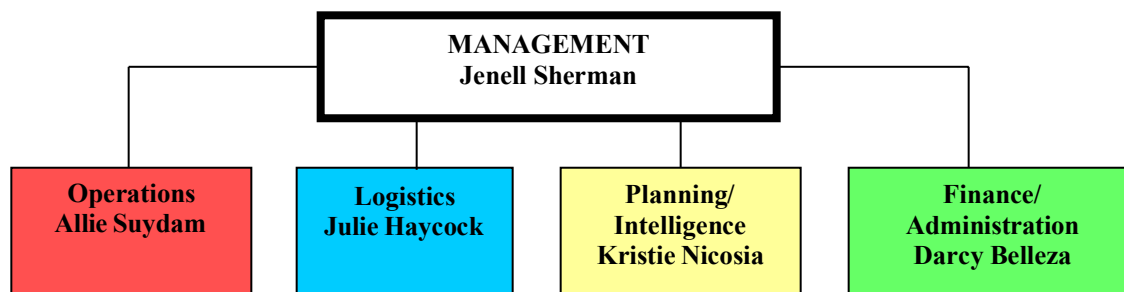 MANAGEMENT
Jenell Sherman
Operations
Allie Suydam
Logistics
Julie Haycock
Planning/
Intelligence
Kristie Nicosia
Finance/
Administration
Darcy Belleza